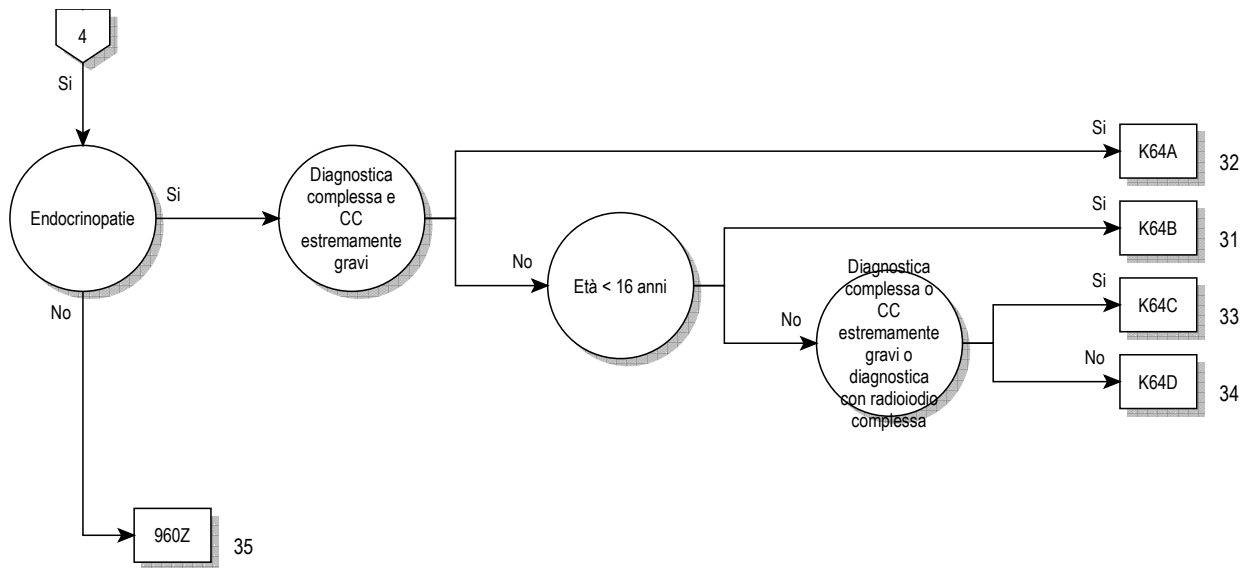 4
Si
Endocrinopatie
Si
No
Diagnostica
complessa e
CC
estremamente
gravi
No
Età < 16 anni
No
Diagnostica
complessa o
CC
estremamente
gravi o
diagnostica
con radioiodio
complessa
Si
K64A
32
Si
K64B
31
Si
K64C
33
No
K64D
34
960Z
35